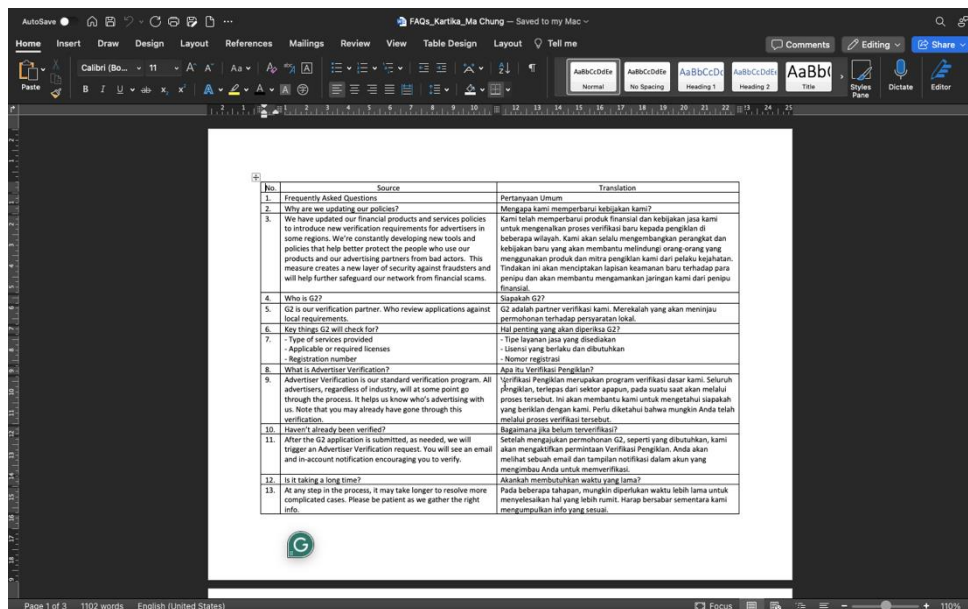 AutoSave
FAQs_Kartika_Ma Chung — Saved to my Mac
Home Insert Draw Design Layout References Mailings Review View Table Design Layout Tell me
Comments Editing Share
Paste
Calibri (Bo... 11
AaBbCcDdEe AaBbCcDdEe AaBbCcDc AaBbCcDdEe AaBb(
Normal No Spacing Heading 1 Heading 2 Title
Styles Pane Dictate Editor
No. Source Translation
1. Frequently Asked Questions Pertanyaan Umum
2. Why are we updating our policies? Mengapa kami memperbarui kebijakan kami?
3. We have updated our financial products and services policies Kami telah memperbarui produk finansial dan kebijakan jasa kami
to introduce new verification requirements for advertisers in untuk mengenalkan proses verifikasi baru kepada pengiklan di
some regions. We're constantly developing new tools and beberapa wilayah. Kami akan selalu mengembangkan perangkat dan
policies that help better protect the people who use our kebijakan baru yang akan membantu melindungi orang-orang yang
products and our advertising partners from bad actors. This menggunakan produk dan mitra pengiklan kami dari pelaku kejahatan.
measure creates a new layer of security against fraudsters and Tindakan ini akan menciptakan lapisan keamanan baru terhadap para
will help further safeguard our network from financial scams. penipu dan akan membantu mengamankan jaringan kami dari penipu
finansial.
4. Who is G2? Siapakah G2?
5. G2 is our verification partner. Who review applications against G2 adalah partner verifikasi kami. Merekalah yang akan meninjau
local requirements. permohonan terhadap persyaratan lokal.
6. Key things G2 will check for? Hal penting yang akan diperiksa G2?
7. - Type of services provided - Tipe layanan jasa yang disediakan
- Applicable or required licenses - Lisensi yang berlaku dan dibutuhkan
- Registration number - Nomor registrasi
8. What is Advertiser Verification? Apa itu Verifikasi Pengiklan?
9. Advertiser Verification is our standard verification program. All Verifikasi Pengiklan merupakan program verifikasi dasar kami. Seluruh
advertisers, regardless of industry, will at some point go pengiklan, terlepas dari sektor apapun, pada suatu saat akan melalui
through the process. It helps us know who's advertising with proses tersebut. Ini akan membantu kami untuk mengetahui siapakah
us. Note that you may already have gone through this yang beriklan dengan kami. Perlu diketahui bahwa mungkin Anda telah
verification. melalui proses verifikasi tersebut.
10. Haven't already been verified? Bagaimana jika belum terverifikasi?
11. After the G2 application is submitted, as needed, we will Setelah mengajukan permohonan G2, seperti yang dibutuhkan, kami
trigger an Advertiser Verification request. You will see an email akan mengaktifkan permintaan Verifikasi Pengiklan. Anda akan
and in-account notification encouraging you to verify. melihat sebuah email dan tampilan notifikasi dalam akun yang
mengimbau Anda untuk memverifikasi.
12. Is it taking a long time? Akankah membutuhkan waktu yang lama?
13. At any step in the process, it may take longer to resolve more Pada beberapa tahapan, mungkin diperlukan waktu lebih lama untuk
complicated cases. Please be patient as we gather the right menyelesaikan hal yang lebih rumit. Harap bersabar sementara kami
info. mengumpulkan info yang sesuai.
Page 1 of 3 1102 words English (United States) Focus 110%